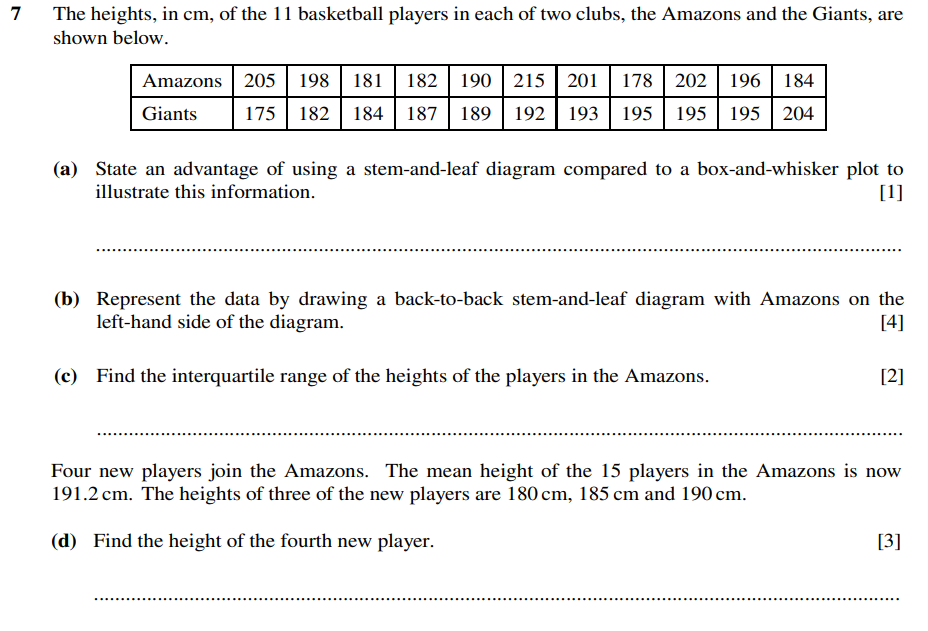 7 The heights, in cm, of the 11 basketball players in each of two clubs, the Amazons and the Giants, are
shown below.
Amazons 205 198 181 182 190 215 201 178 202 196 184
Giants 175 182 184 187 189 192 193 195 195 195 204
(a) State an advantage of using a stem-and-leaf diagram compared to a box-and-whisker plot to
illustrate this information. [1]
(b) Represent the data by drawing a back-to-back stem-and-leaf diagram with Amazons on the
left-hand side of the diagram. [4]
(c) Find the interquartile range of the heights of the players in the Amazons. [2]
Four new players join the Amazons. The mean height of the 15 players in the Amazons is now
191.2 cm. The heights of three of the new players are 180 cm, 185 cm and 190 cm.
(d) Find the height of the fourth new player. [3]